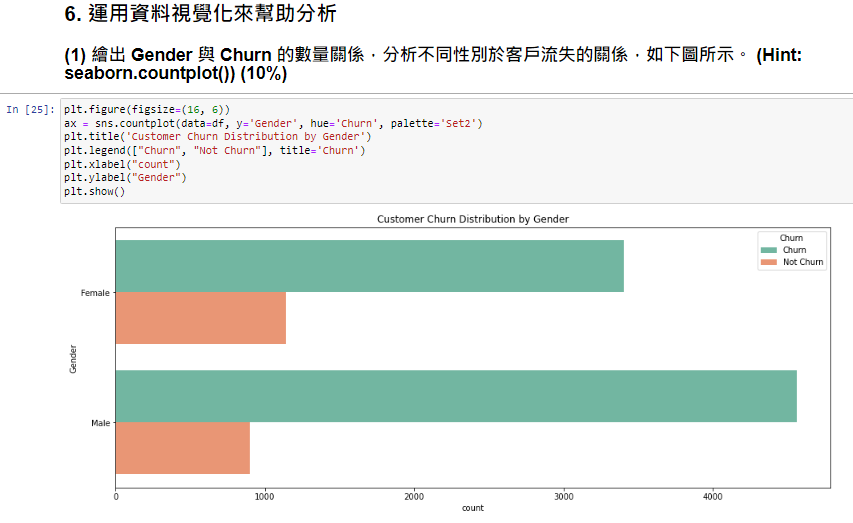 6. 運用資料視覺化來幫助分析
(1) 繪出 Gender 與 Churn 的數量關係，分析不同性別於客戶流失的關係，如下圖所示。 (Hint:
seaborn.countplot()) (10%)
In [25]:
plt.figure(figsize=(16, 6))
ax = sns.countplot(data=df, y='Gender', hue='Churn', palette='Set2')
plt.title('Customer Churn Distribution by Gender')
plt.legend(["Churn", "Not Churn"], title='Churn')
plt.xlabel("count")
plt.ylabel("Gender")
plt.show()
Customer Churn Distribution by Gender
Churn
Churn
Not Churn
Female
Gender
Male
0 1000 2000 3000 4000
count